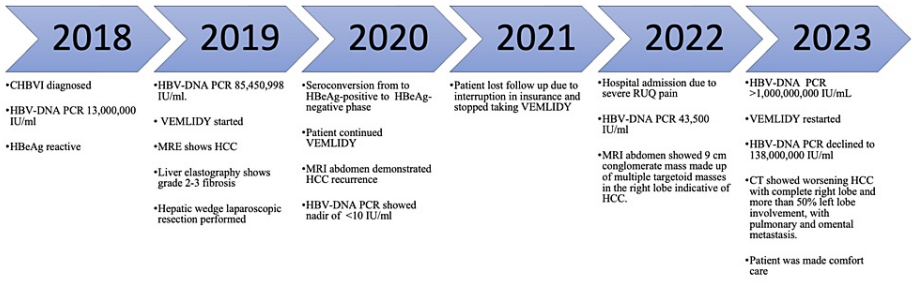 2018
2019
2020
2021
2022
2023
•CHBVI diagnosed
•HBV-DNA PCR 13,000,000
IU/ml
•HBeAg reactive
•HBV-DNA PCR 85,450,998
IU/ml.
• VEMLIDY started
•MRE shows HCC
•Liver elastography shows
grade 2-3 fibrosis
•Hepatic wedge laparoscopic
resection performed
•Seroconversion from to
HBeAg-positive to HBeAg-
negative phase
•Patient continued
VEMLIDY
•MRI abdomen demonstrated
HCC recurrence
•HBV-DNA PCR showed
nadir of <10 IU/ml
•Patient lost follow up due to
interruption in insurance and
stopped taking VEMLIDY
•Hospital admission due to
severe RUQ pain
•HBV-DNA PCR 43,500
IU/ml
•MRI abdomen showed 9 cm
conglomerate mass made up
of multiple targetoid masses
in the right lobe indicative of
HCC.
•HBV-DNA PCR
>1,000,000,000 IU/mL
•VEMLIDY restarted
•HBV-DNA PCR declined to
138,000,000 IU/ml
•CT showed worsening HCC
with complete right lobe and
more than 50% left lobe
involvement, with
pulmonary and omental
metastasis.
•Patient was made comfort
care